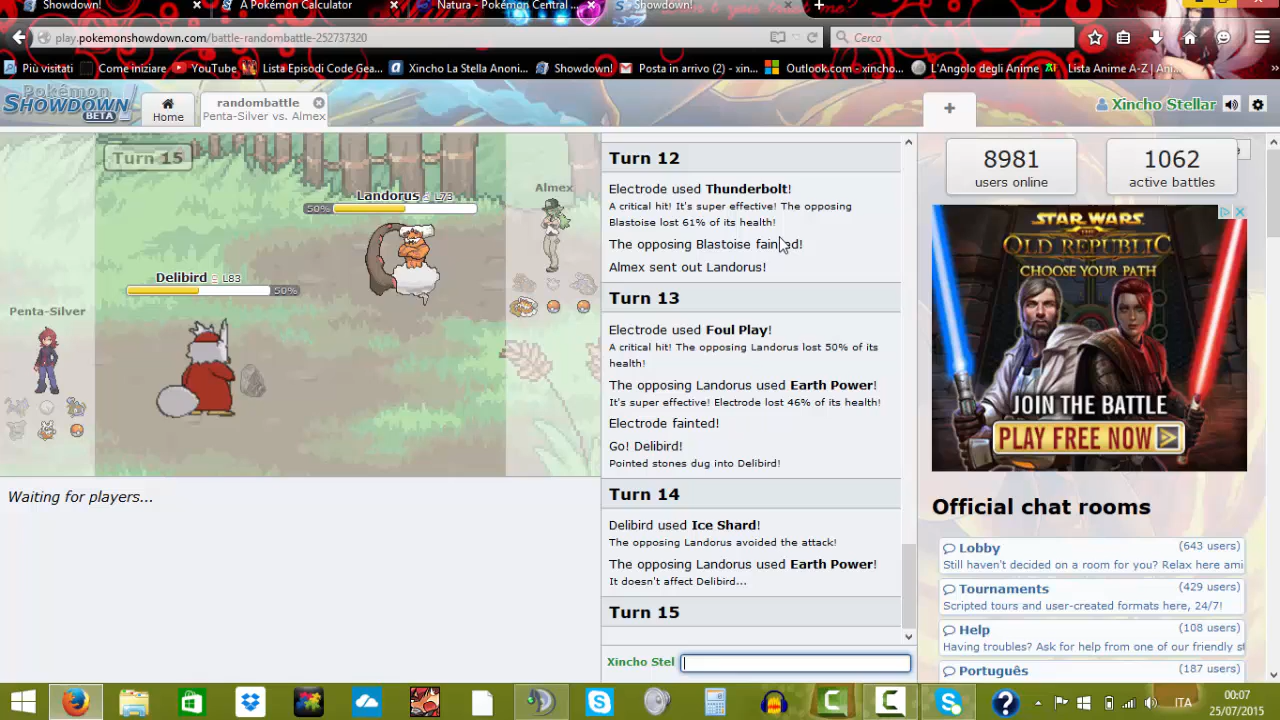 Showdown!
A Pokémon Calculator
Natura - Pokémon Central ...
Showdown!
play.pokemonshowdown.com/battle-randombattle-252737320
Cerca
Più visitati
Come iniziare
YouTube
Lista Episodi Code Gea...
Xincho La Stella Anoni...
Showdown!
Posta in arrivo (2) - xin...
Outlook.com - xincho...
L'Angolo degli Anime
Lista Anime A-Z | Ani...
Pokémon
SHOWDOWN!
BETA
Home
randombattle
Penta-Silver vs. Almex
Xincho Stellar
Turn 15
Landorus L73
50%
Almex
Delibird L83
50%
Penta-Silver
Waiting for players...
Turn 12
Electrode used Thunderbolt!
A critical hit! It's super effective! The opposing
Blastoise lost 61% of its health!
The opposing Blastoise fainted!
Almex sent out Landorus!
Turn 13
Electrode used Foul Play!
A critical hit! The opposing Landorus lost 50% of its
health!
The opposing Landorus used Earth Power!
It's super effective! Electrode lost 46% of its health!
Electrode fainted!
Go! Delibird!
Pointed stones dug into Delibird!
Turn 14
Delibird used Ice Shard!
The opposing Landorus avoided the attack!
The opposing Landorus used Earth Power!
It doesn't affect Delibird...
Turn 15
Xincho Stel
8981
users online
1062
active battles
STAR WARS
THE
OLD REPUBLIC
CHOOSE YOUR PATH
JOIN THE BATTLE
PLAY FREE NOW
Official chat rooms
Lobby
(643 users)
Still haven't decided on a room for you? Relax here ami
Tournaments
(429 users)
Scripted tours and user-created formats here, 24/7!
Help
(108 users)
Having troubles? Ask for help from one of our friendly st
Português
(187 users)
ITA
00:07
25/07/2015